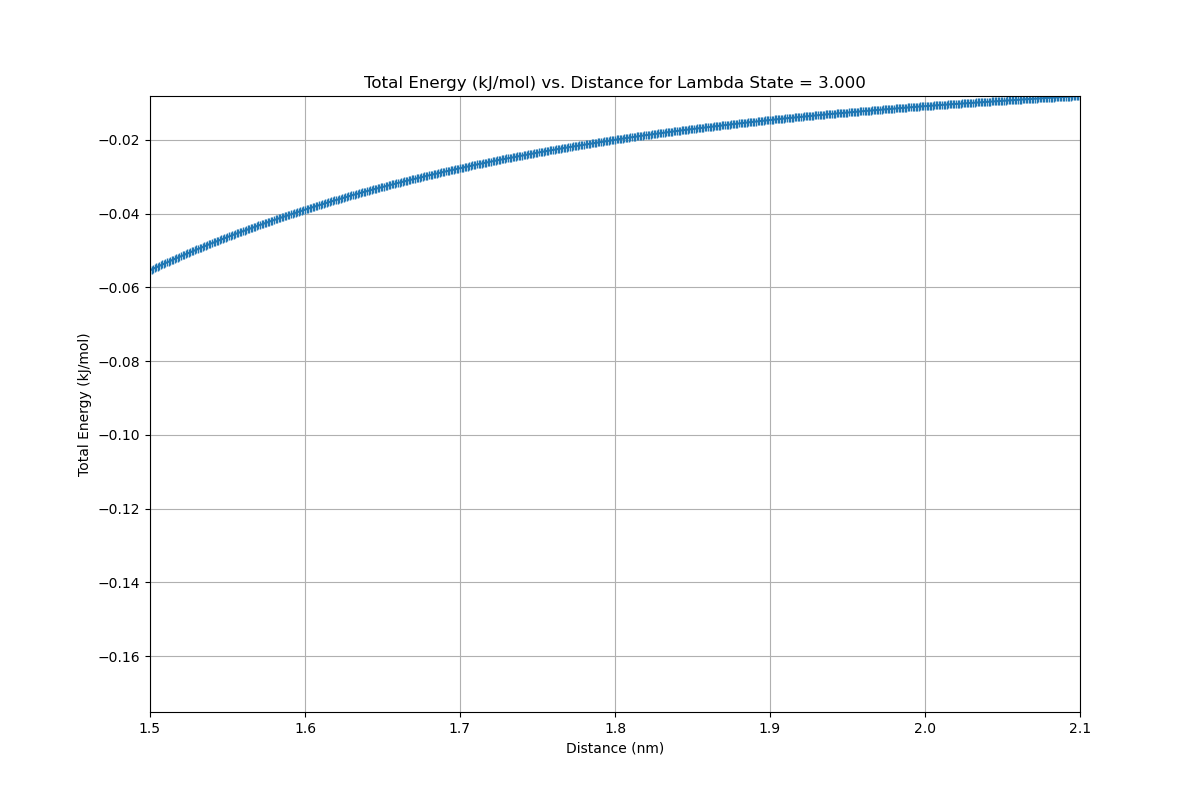 Total Energy (kJ/mol) vs. Distance for Lambda State = 3.000
−0.02
−0.04
−0.06
−0.08
−0.10
−0.12
−0.14
−0.16
Total Energy (kJ/mol)
1.5 1.6 1.7 1.8 1.9 2.0 2.1
Distance (nm)